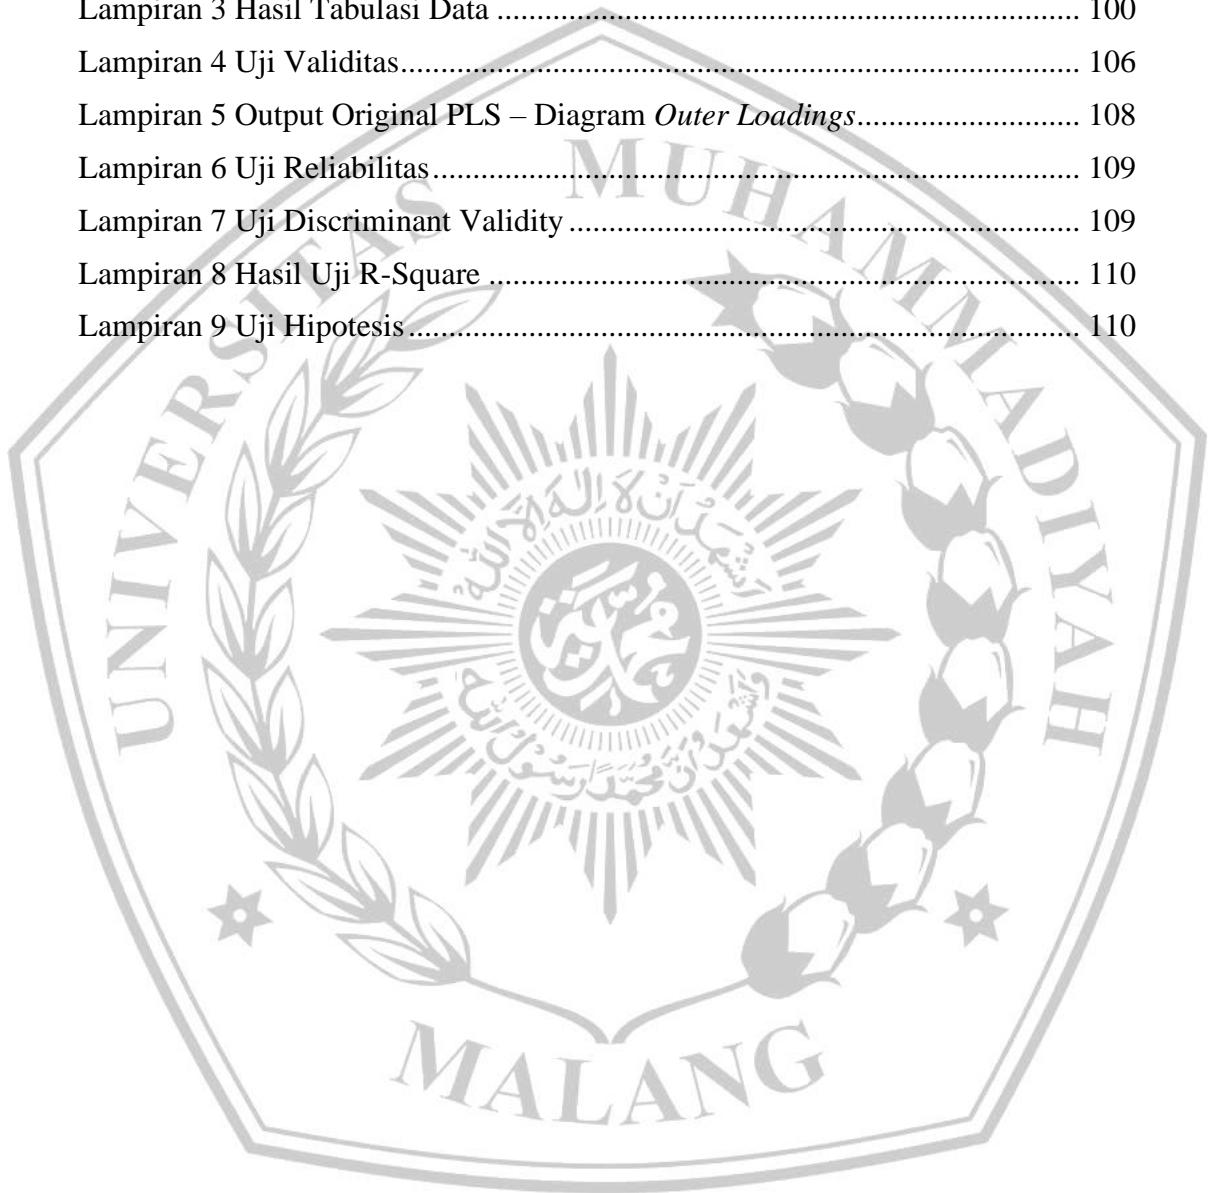 Lampiran 3 Hasil Tabulasi Data ........................................................................ 100
Lampiran 4 Uji Validitas..................................................................................... 106
Lampiran 5 Output Original PLS – Diagram Outer Loadings............................ 108
Lampiran 6 Uji Reliabilitas................................................................................. 109
Lampiran 7 Uji Discriminant Validity ................................................................ 109
Lampiran 8 Hasil Uji R-Square .......................................................................... 110
Lampiran 9 Uji Hipotesis.................................................................................... 110
UNIVERSITAS MUHAMMADIYAH
MALANG